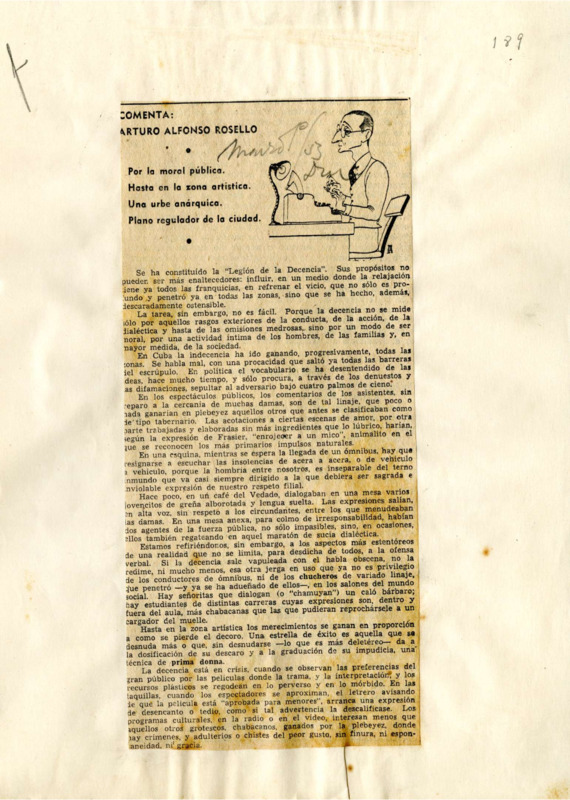 189
COMENTA:
ARTURO ALFONSO ROSELLO
Marzo 1/53
Por la moral pública.
Hasta en la zona artística.
Una urbe anárquica.
Plano regulador de la ciudad.
A
Se ha constituído la "Legión de la Decencia". Sus propósitos no
pueden ser más enaltecedores: influir, en un medio donde la relajación
tiene ya todos las franquicias, en refrenar el vicio, que no sólo es pro-
fundo y penetró ya en todas las zonas, sino que se ha hecho, además,
descaradamente ostensible.
La tarea, sin embargo, no es fácil. Porque la decencia no se mide
sólo por aquellos rasgos exteriores de la conducta, de la acción, de la
dialéctica y hasta de las omisiones medrosas, sino por un modo de ser
moral, por una actividad íntima de los hombres, de las familias y, en
mayor medida, de la sociedad.
En Cuba la indecencia ha ido ganando, progresivamente, todas las
zonas. Se habla mal, con una procacidad que saltó ya todas las barreras
del escrúpulo. En política el vocabulario se ha desentendido de las
ideas, hace mucho tiempo, y sólo procura, a través de los denuestos y
las difamaciones, sepultar al adversario bajo cuatro palmos de cieno.
En los espectáculos públicos, los comentarios de los asistentes, sin
reparo a la cercanía de muchas damas, son de tal linaje, que poco o
nada ganarían en plebeyez aquellos otros que antes se clasificaban como
de tipo tabernario. Las acotaciones a ciertas escenas de amor, por otra
parte trabajadas y elaboradas sin más ingredientes que lo lúbrico, harían,
según la expresión de Frasier, "enrojecer a un mico", animalito en el
que se reconocen los más primarios impulsos naturales.
En una esquina, mientras se espera la llegada de un ómnibus, hay que
resignarse a escuchar las insolencias de acera a acera, o de vehículo
a vehículo, porque la hombría entre nosotros, es inseparable del terno
inmundo que va casi siempre dirigido a la que debiera ser sagrada e
inviolable expresión de nuestro respeto filial.
Hace poco, en un café del Vedado, dialogaban en una mesa varios
jovencitos de greña alborotada y lengua suelta. Las expresiones salían,
en alta voz, sin respeto a los circundantes, entre los que menudeaban
las damas. En una mesa anexa, para colmo de irresponsabilidad, habían
dos agentes de la fuerza pública, no sólo impasibles, sino, en ocasiones,
ellos también regateando en aquel maratón de sucia dialéctica.
Estamos refiriéndonos, sin embargo, a los aspectos más estentóreos
de una realidad que no se limita, para desdicha de todos, a la ofensa
verbal. Si la decencia sale vapuleada con el habla obscena, no la
redime, ni mucho menos, esa otra jerga en uso que ya no es privilegio
de los conductores de ómnibus, ni de los chucheros de variado linaje,
que penetró —y ya se ha adueñado de ellos—, en los salones del mundo
social. Hay señoritas que dialogan (o "chamuyan") un caló bárbaro;
hay estudiantes de distintas carreras cuyas expresiones son, dentro y
fuera del aula, más chabacanas que las que pudieran reprochársele a un
cargador del muelle.
Hasta en la zona artística los merecimientos se ganan en proporción
a como se pierde el decoro. Una estrella de éxito es aquella que se
desnuda más o que, sin desnudarse —lo que es más deletéreo— da a
la dosificación de su descaro y a la graduación de su impudicia, una
técnica de prima donna.
La decencia está en crisis, cuando se observan las preferencias del
gran público por las películas donde la trama, y la interpretación, y los
recursos plásticos se regodean en lo perverso y en lo mórbido. En las
taquillas, cuando los espectadores se aproximan, el letrero avisando
de que la película está "aprobada para menores", arranca una expresión
de desencanto o tedio, como si tal advertencia la descalificase. Los
programas culturales, en la radio o en el video, interesan menos que
aquellos otros grotescos, chabacanos, ganados por la plebeyez, donde
hay crímenes, y adulterios o chistes del peor gusto, sin finura, ni espon-
taneidad, ni gracia.